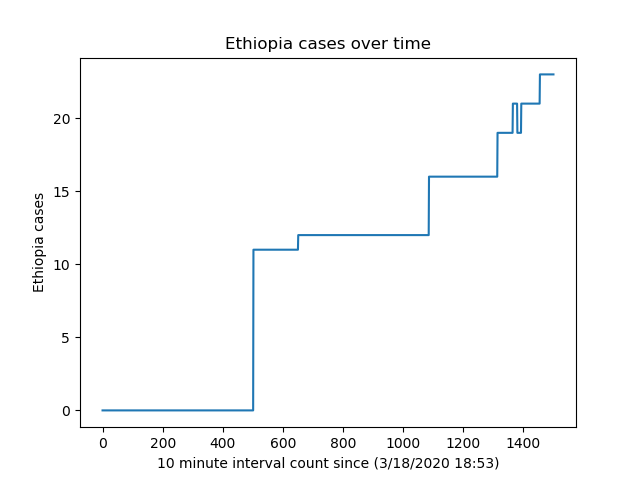 Ethiopia cases over time
20
15
10
5
0
Ethiopia cases
0 200 400 600 800 1000 1200 1400
10 minute interval count since (3/18/2020 18:53)